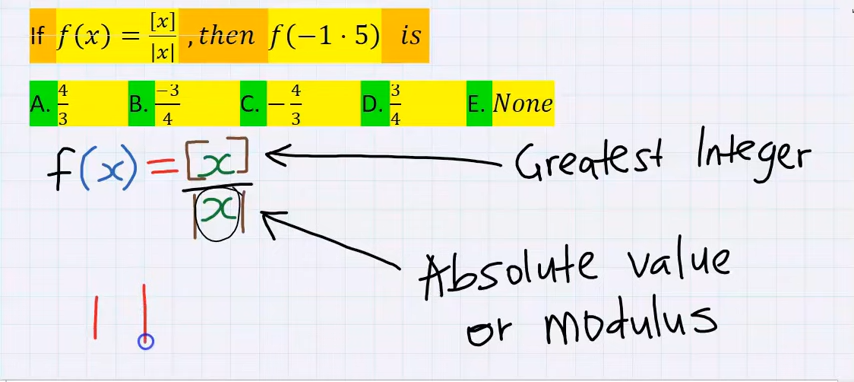 If f(x) = [x]/|x| , then f(−1 · 5) is
A. 4/3 B. −3/4 C. −4/3 D. 3/4 E. None
f(x) = [x]/|x|
Greatest Integer
Absolute value
or modulus
| |